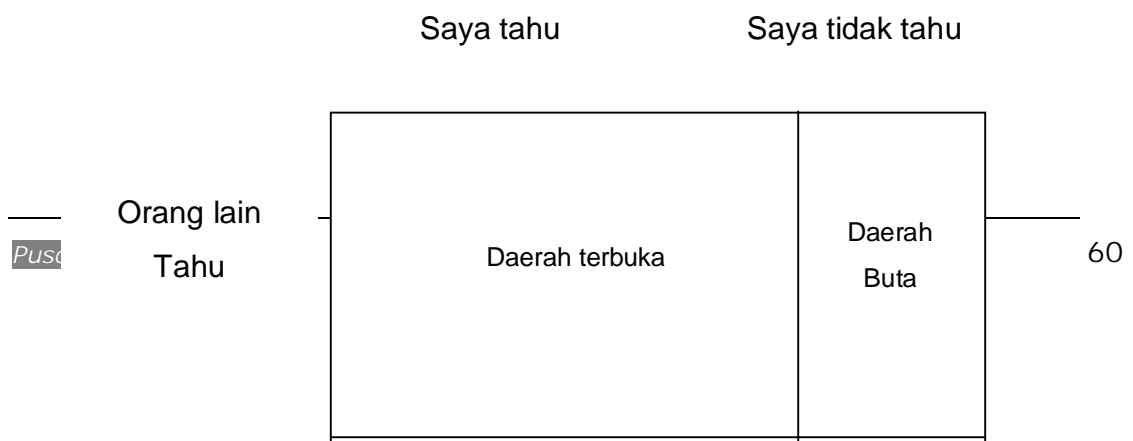 Saya tahu Saya tidak tahu
Orang lain
Tahu
Daerah terbuka
Daerah
Buta
60